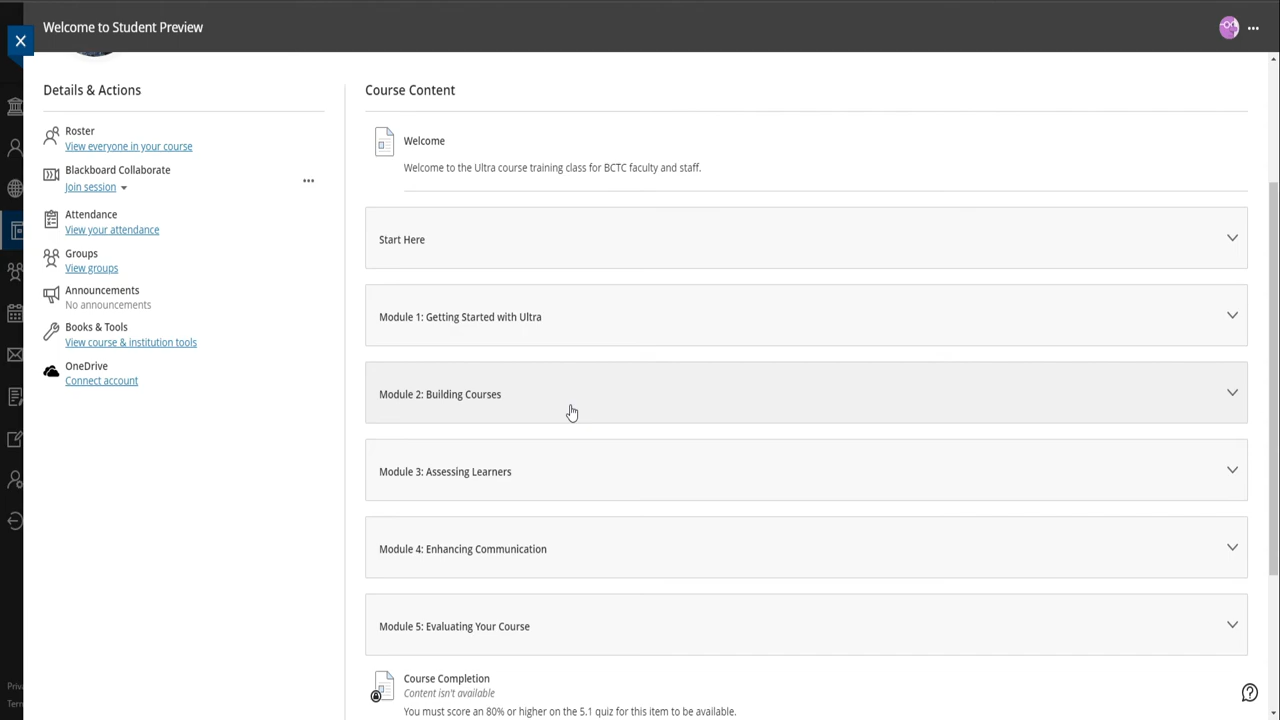 Welcome to Student Preview
Details & Actions
Roster
View everyone in your course
Blackboard Collaborate
Join session
Attendance
View your attendance
Groups
View groups
Announcements
No announcements
Books & Tools
View course & institution tools
OneDrive
Connect account
Course Content
Welcome
Welcome to the Ultra course training class for BCTC faculty and staff.
Start Here
Module 1: Getting Started with Ultra
Module 2: Building Courses
Module 3: Assessing Learners
Module 4: Enhancing Communication
Module 5: Evaluating Your Course
Course Completion
Content isn't available
You must score an 80% or higher on the 5.1 quiz for this item to be available.